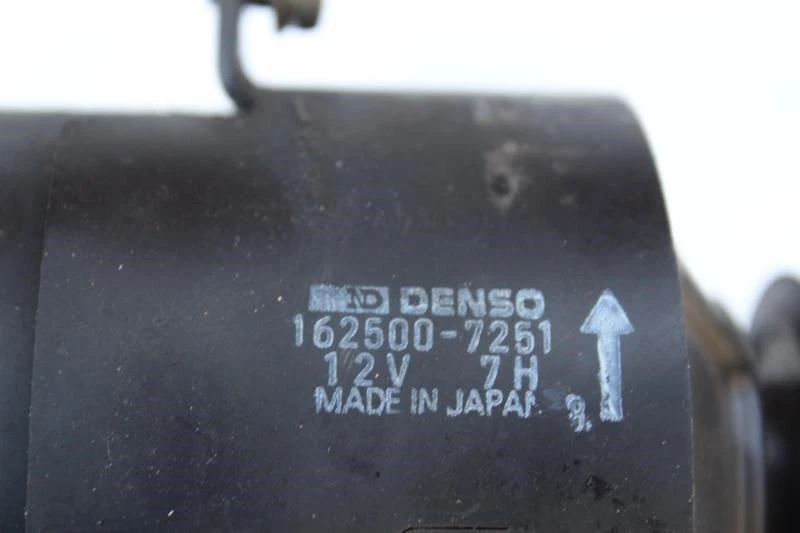 ND DENSO
162500-7251
12V 7H
MADE IN JAPAN